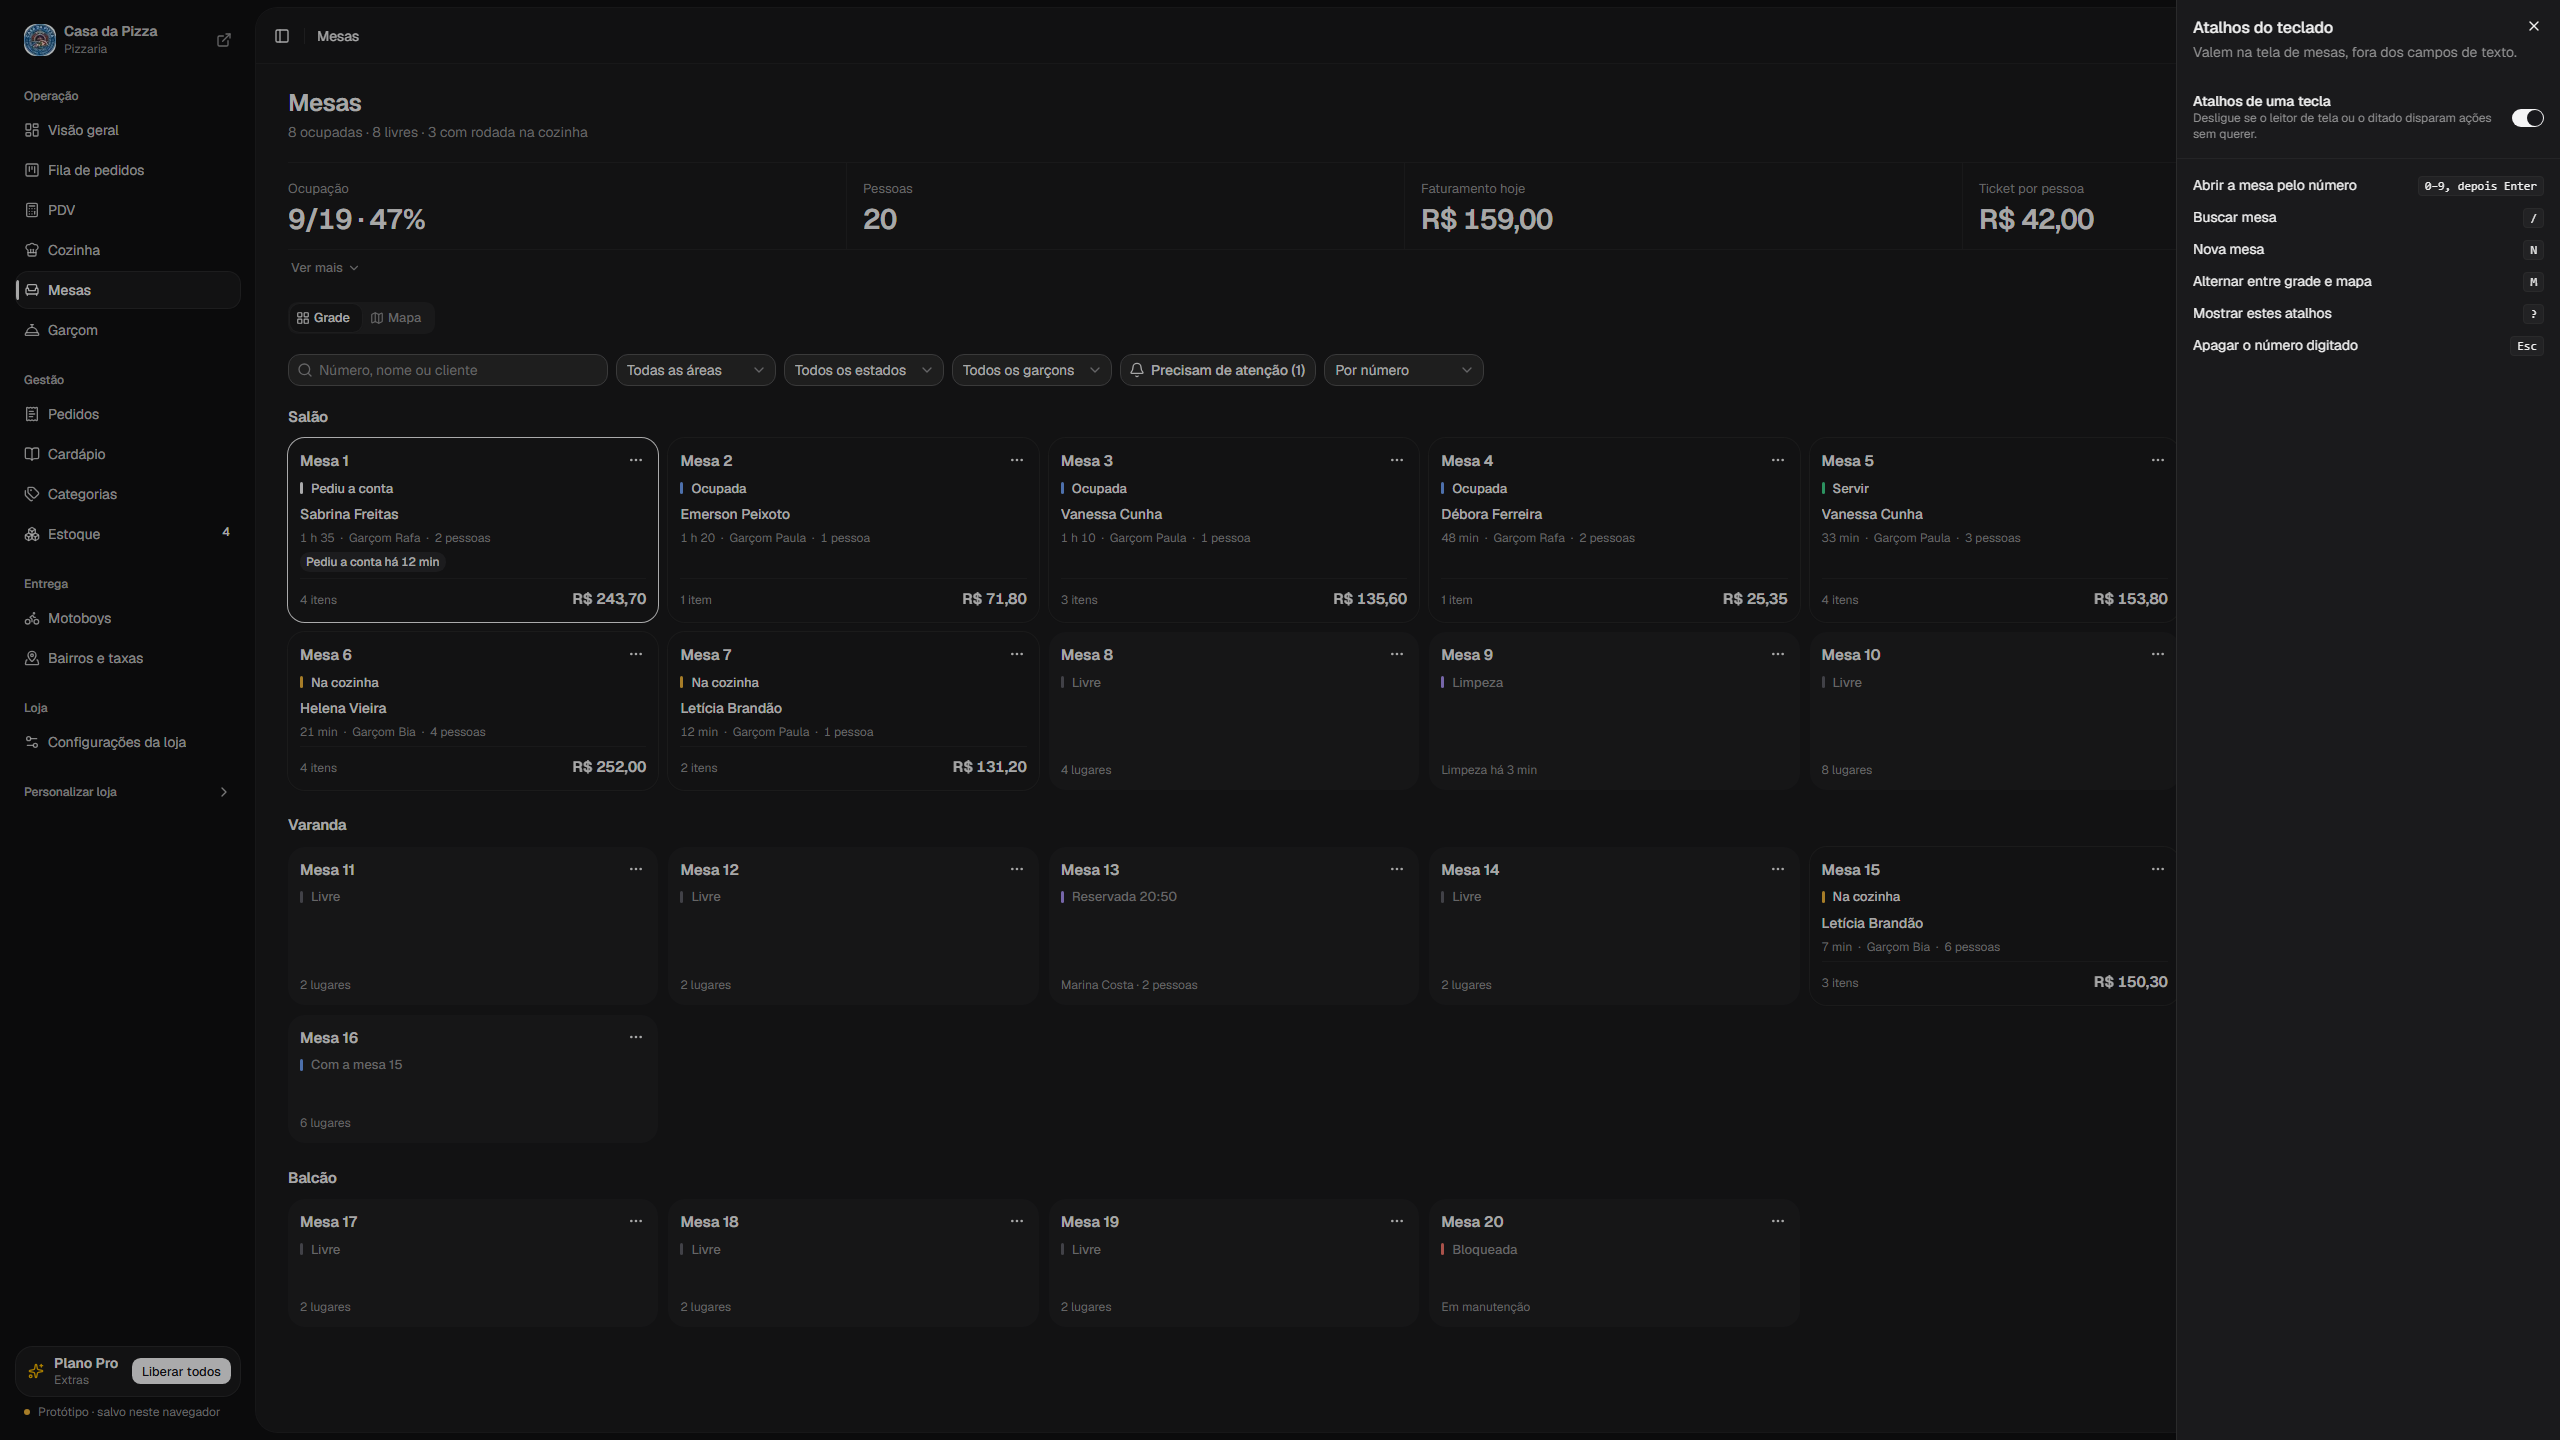 Casa da Pizza
Pizzaria
Operação
Visão geral
Fila de pedidos
PDV
Cozinha
Mesas
Garçom
Gestão
Pedidos
Cardápio
Categorias
Estoque 4
Entrega
Motoboys
Bairros e taxas
Loja
Configurações da loja
Personalizar loja
Plano Pro
Extras
Liberar todos
Protótipo · salvo neste navegador
Mesas
Mesas
8 ocupadas · 8 livres · 3 com rodada na cozinha
Ocupação
9/19 · 47%
Pessoas
20
Faturamento hoje
R$ 159,00
Ticket por pessoa
R$ 42,00
Ver mais
Grade Mapa
Número, nome ou cliente Todas as áreas Todos os estados Todos os garçons Precisam de atenção (1) Por número
Salão
Mesa 1
Pediu a conta
Sabrina Freitas
1 h 35 · Garçom Rafa · 2 pessoas
Pediu a conta há 12 min
4 itens R$ 243,70
Mesa 2
Ocupada
Emerson Peixoto
1 h 20 · Garçom Paula · 1 pessoa
1 item R$ 71,80
Mesa 3
Ocupada
Vanessa Cunha
1 h 10 · Garçom Paula · 1 pessoa
3 itens R$ 135,60
Mesa 4
Ocupada
Débora Ferreira
48 min · Garçom Rafa · 2 pessoas
1 item R$ 25,35
Mesa 5
Servir
Vanessa Cunha
33 min · Garçom Paula · 3 pessoas
4 itens R$ 153,80
Mesa 6
Na cozinha
Helena Vieira
21 min · Garçom Bia · 4 pessoas
4 itens R$ 252,00
Mesa 7
Na cozinha
Letícia Brandão
12 min · Garçom Paula · 1 pessoa
2 itens R$ 131,20
Mesa 8
Livre
4 lugares
Mesa 9
Limpeza
Limpeza há 3 min
Mesa 10
Livre
8 lugares
Varanda
Mesa 11
Livre
2 lugares
Mesa 12
Livre
2 lugares
Mesa 13
Reservada 20:50
Marina Costa · 2 pessoas
Mesa 14
Livre
2 lugares
Mesa 15
Na cozinha
Letícia Brandão
7 min · Garçom Bia · 6 pessoas
3 itens R$ 150,30
Mesa 16
Com a mesa 15
6 lugares
Balcão
Mesa 17
Livre
2 lugares
Mesa 18
Livre
2 lugares
Mesa 19
Livre
2 lugares
Mesa 20
Bloqueada
Em manutenção
Atalhos do teclado
Valem na tela de mesas, fora dos campos de texto.
Atalhos de uma tecla
Desligue se o leitor de tela ou o ditado disparam ações
sem querer.
Abrir a mesa pelo número 0–9, depois Enter
Buscar mesa /
Nova mesa N
Alternar entre grade e mapa M
Mostrar estes atalhos ?
Apagar o número digitado Esc